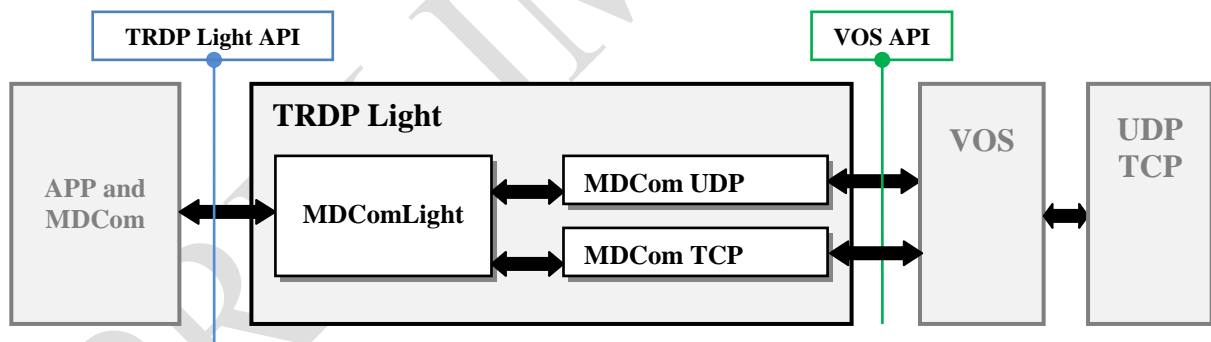 TRDP Light API
VOS API
TRDP Light
APP and
MDCom
MDComLight
MDCom UDP
MDCom TCP
VOS
UDP
TCP